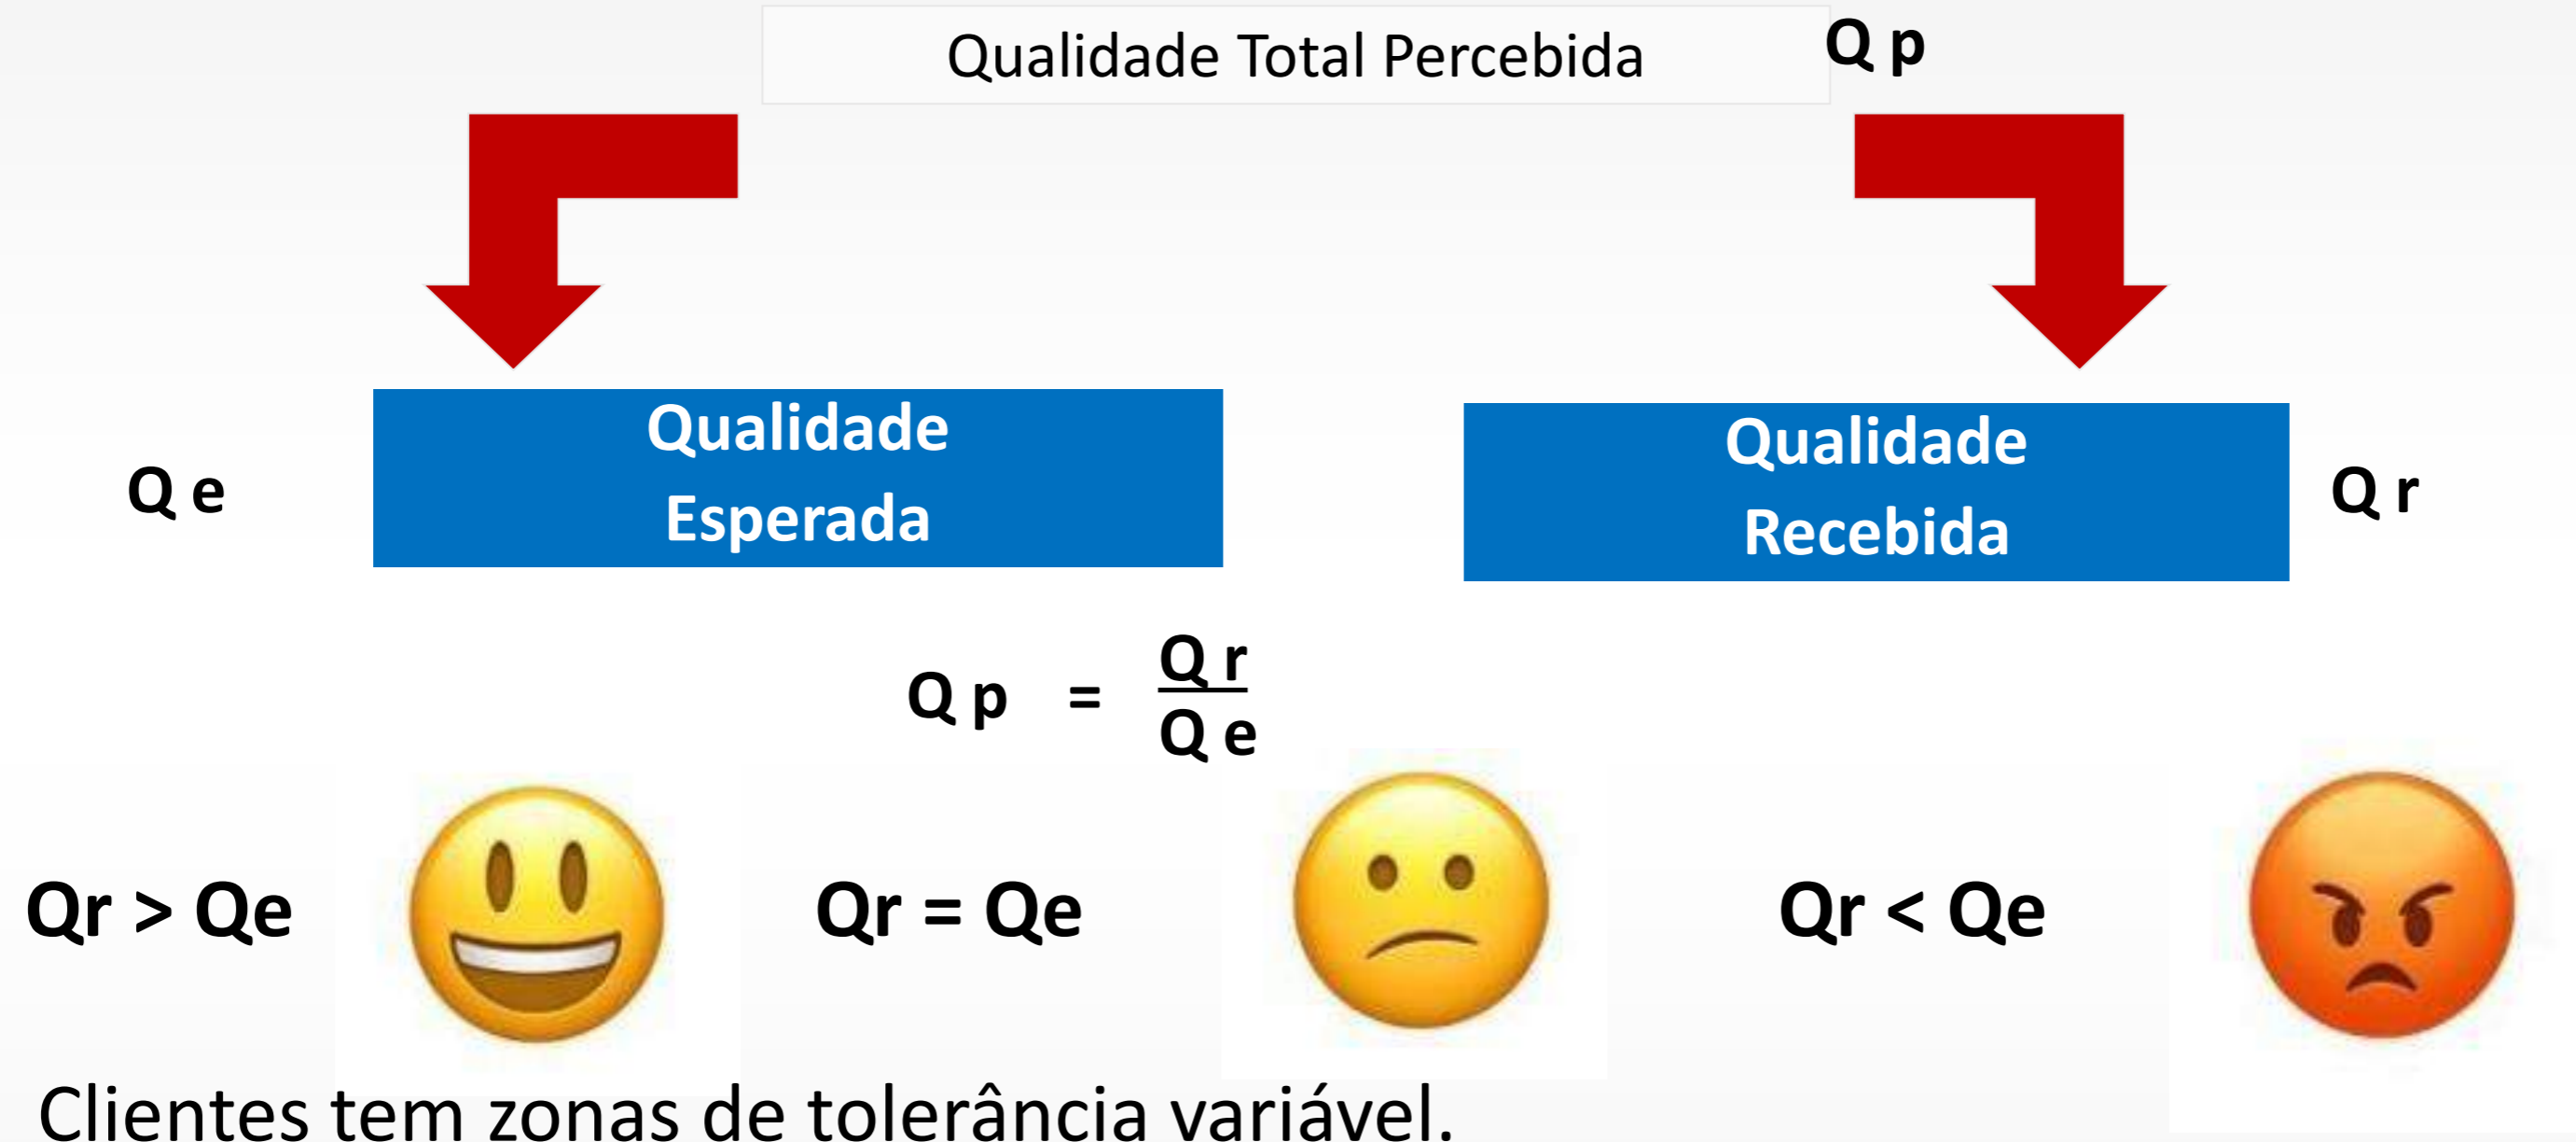 Qualidade Total Percebida
Q p
Qualidade
Esperada
Qualidade
Recebida
Q e
Q r
Q p = Q r
Q e
Qr > Qe
Qr = Qe
Qr < Qe
Clientes tem zonas de tolerância variável.